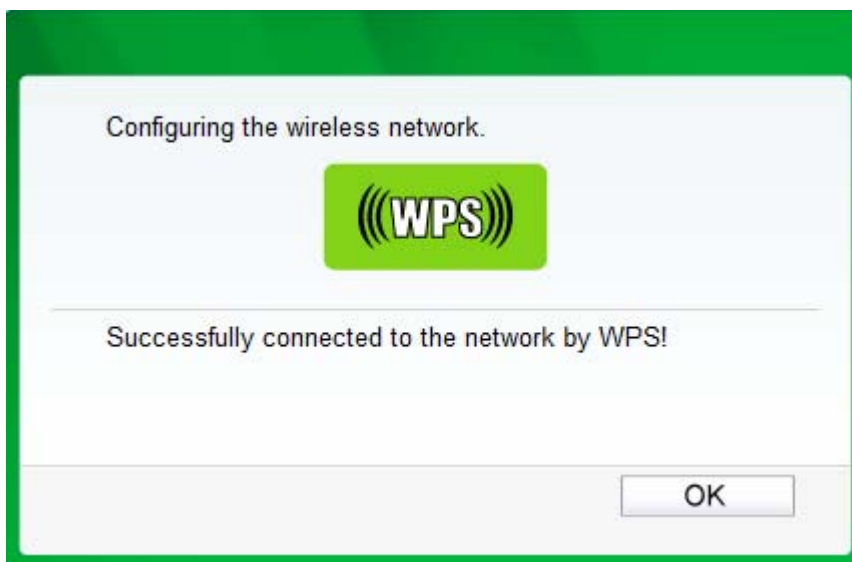 Configuring the wireless network.
(((WPS)))
Successfully connected to the network by WPS!
OK